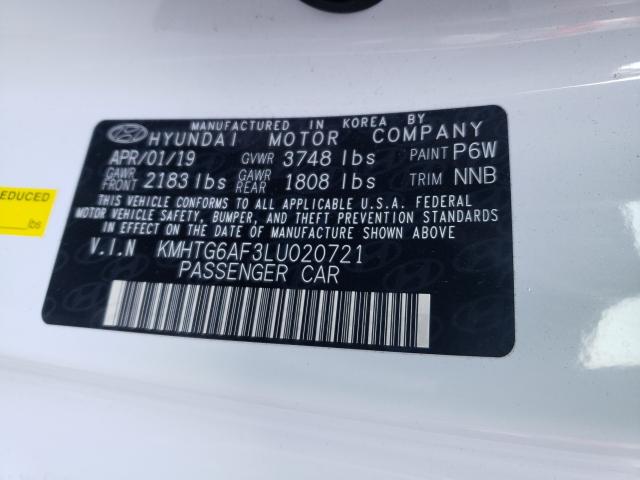 MANUFACTURED IN KOREA BY
HYUNDAI MOTOR COMPANY
APR/01/19 GVWR 3748 lbs PAINT P6W
GAWR FRONT 2183 lbs GAWR REAR 1808 lbs TRIM NNB
THIS VEHICLE CONFORMS TO ALL APPLICABLE U.S.A. FEDERAL
MOTOR VEHICLE SAFETY, BUMPER, AND THEFT PREVENTION STANDARDS
IN EFFECT ON THE DATE OF MANUFACTURE SHOWN ABOVE
V.I.N KMHTG6AF3LU020721
PASSENGER CAR
EDUCED
lbs